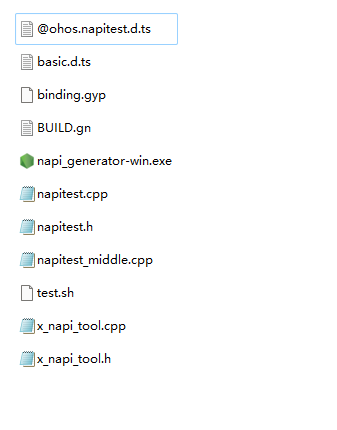 @ohos.napitest.d.ts
basic.d.ts
binding.gyp
BUILD.gn
napi_generator-win.exe
napitest.cpp
napitest.h
napitest_middle.cpp
test.sh
x_napi_tool.cpp
x_napi_tool.h